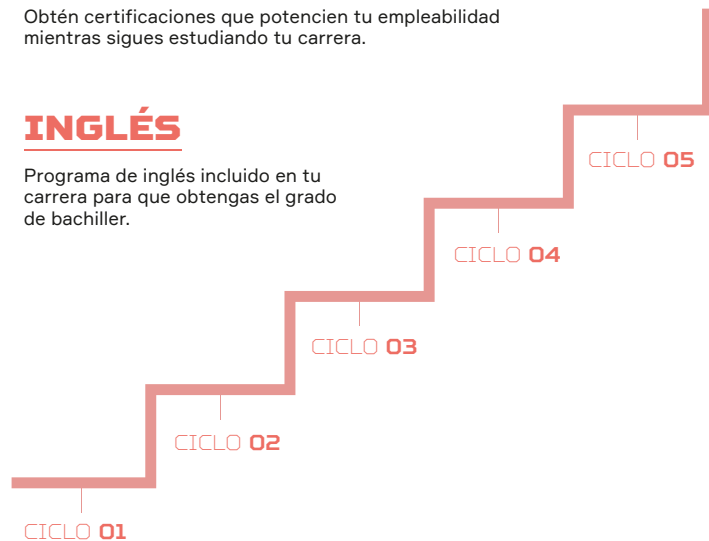 Obtén certificaciones que potencien tu empleabilidad
mientras sigues estudiando tu carrera.
INGLÉS
Programa de inglés incluido en tu
carrera para que obtengas el grado
de bachiller.
CICLO 05
CICLO 04
CICLO 03
CICLO 02
CICLO 01